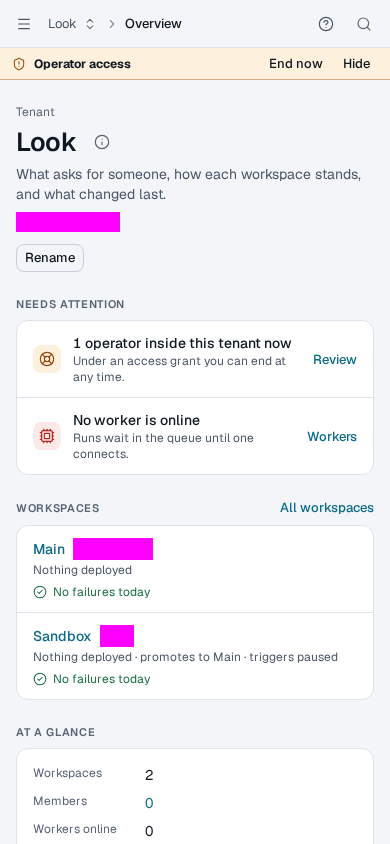 Look
Overview
Operator access
End now
Hide
Tenant
Look
What asks for someone, how each workspace stands,
and what changed last.
Rename
NEEDS ATTENTION
1 operator inside this tenant now
Under an access grant you can end at
any time.
Review
No worker is online
Runs wait in the queue until one
connects.
Workers
WORKSPACES
All workspaces
Main
Nothing deployed
No failures today
Sandbox
Nothing deployed · promotes to Main · triggers paused
No failures today
AT A GLANCE
Workspaces 2
Members 0
Workers online 0